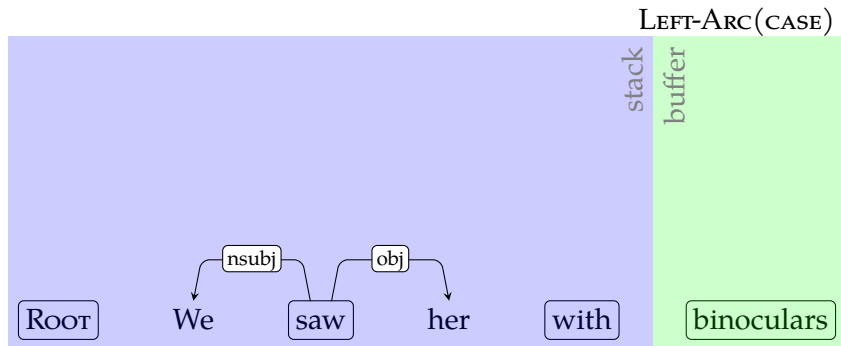 LEFT-ARC(CASE)
stack
buffer
nsubj
obj
ROOT We saw her with binoculars